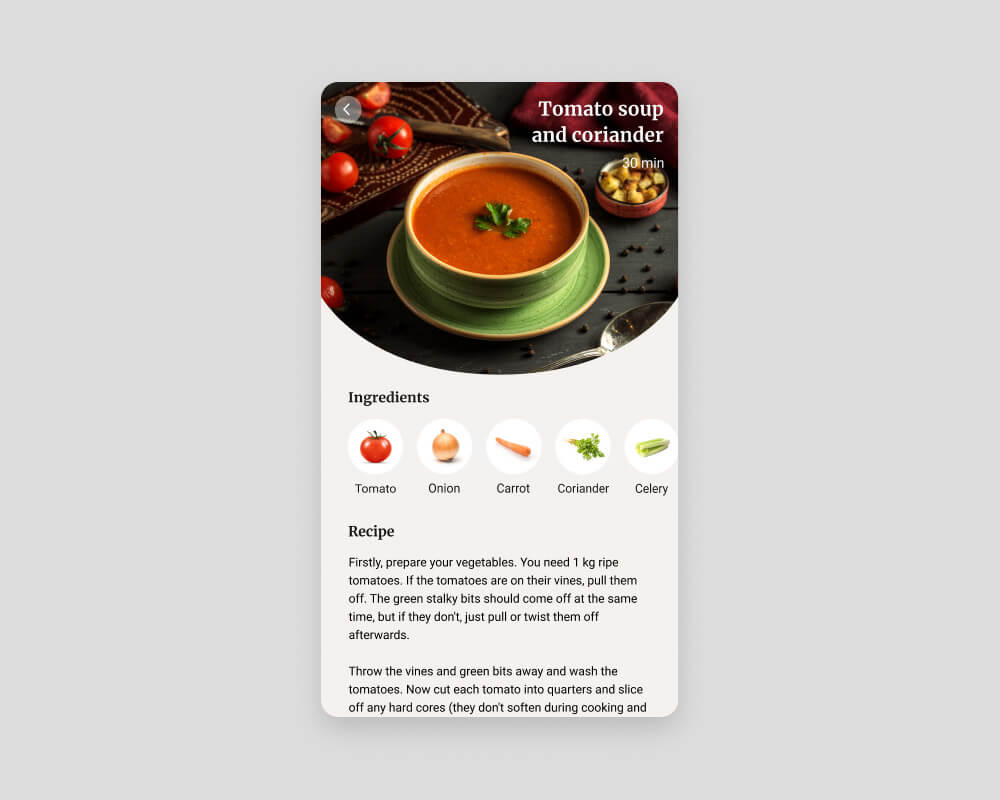 Tomato soup
and coriander
30 min
Ingredients
Tomato Onion Carrot Coriander Celery
Recipe
Firstly, prepare your vegetables. You need 1 kg ripe
tomatoes. If the tomatoes are on their vines, pull them
off. The green stalky bits should come off at the same
time, but if they don't, just pull or twist them off
afterwards.
Throw the vines and green bits away and wash the
tomatoes. Now cut each tomato into quarters and slice
off any hard cores (they don't soften during cooking and